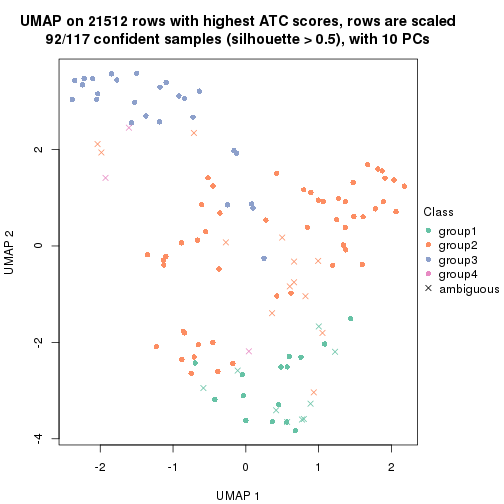 UMAP on 21512 rows with highest ATC scores, rows are scaled
92/117 confident samples (silhouette > 0.5), with 10 PCs
UMAP 2
2
0
-2
-4
-2
-1
0
1
2
UMAP 1
Class
group1
group2
group3
group4
ambiguous